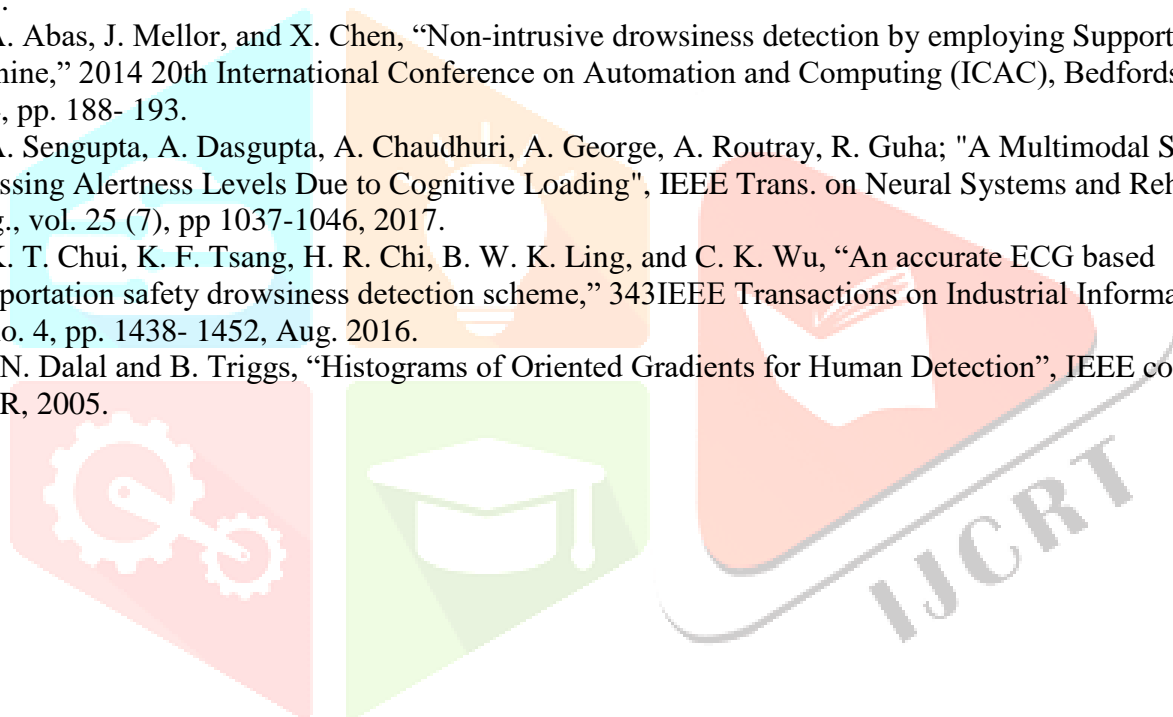 .
A. Abas, J. Mellor, and X. Chen, “Non-intrusive drowsiness detection by employing Support
hine,” 2014 20th International Conference on Automation and Computing (ICAC), Bedfords
, pp. 188- 193.
A. Sengupta, A. Dasgupta, A. Chaudhuri, A. George, A. Routray, R. Guha; "A Multimodal S
ssing Alertness Levels Due to Cognitive Loading", IEEE Trans. on Neural Systems and Reh
g., vol. 25 (7), pp 1037-1046, 2017.
K. T. Chui, K. F. Tsang, H. R. Chi, B. W. K. Ling, and C. K. Wu, “An accurate ECG based
portation safety drowsiness detection scheme,” 343IEEE Transactions on Industrial Informa
o. 4, pp. 1438- 1452, Aug. 2016.
N. Dalal and B. Triggs, “Histograms of Oriented Gradients for Human Detection”, IEEE co
R, 2005.
IJCRT